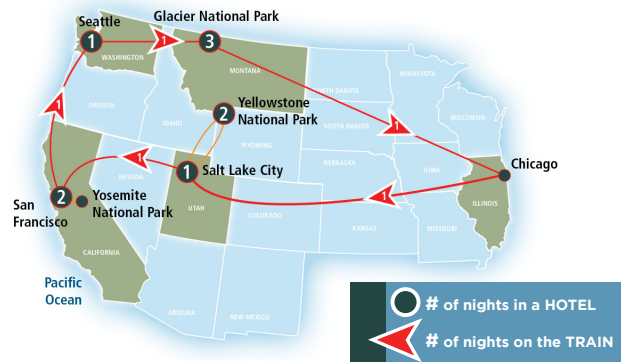 Glacier National Park
Seattle
1
1
3
WASHINGTON
MONTANA
NORTH DAKOTA
MINNESOTA
1
OREGON
IDAHO
2
Yellowstone
National Park
WYOMING
SOUTH DAKOTA
1
WISCONSIN
1
1
Salt Lake City
NEBRASKA
IOWA
Chicago
NEVADA
2
Yosemite
National Park
San
Francisco
UTAH
COLORADO
KANSAS
1
MISSOURI
ILLINOIS
CALIFORNIA
Pacific
Ocean
ARIZONA
NEW MEXICO
# of nights in a HOTEL
# of nights on the TRAIN